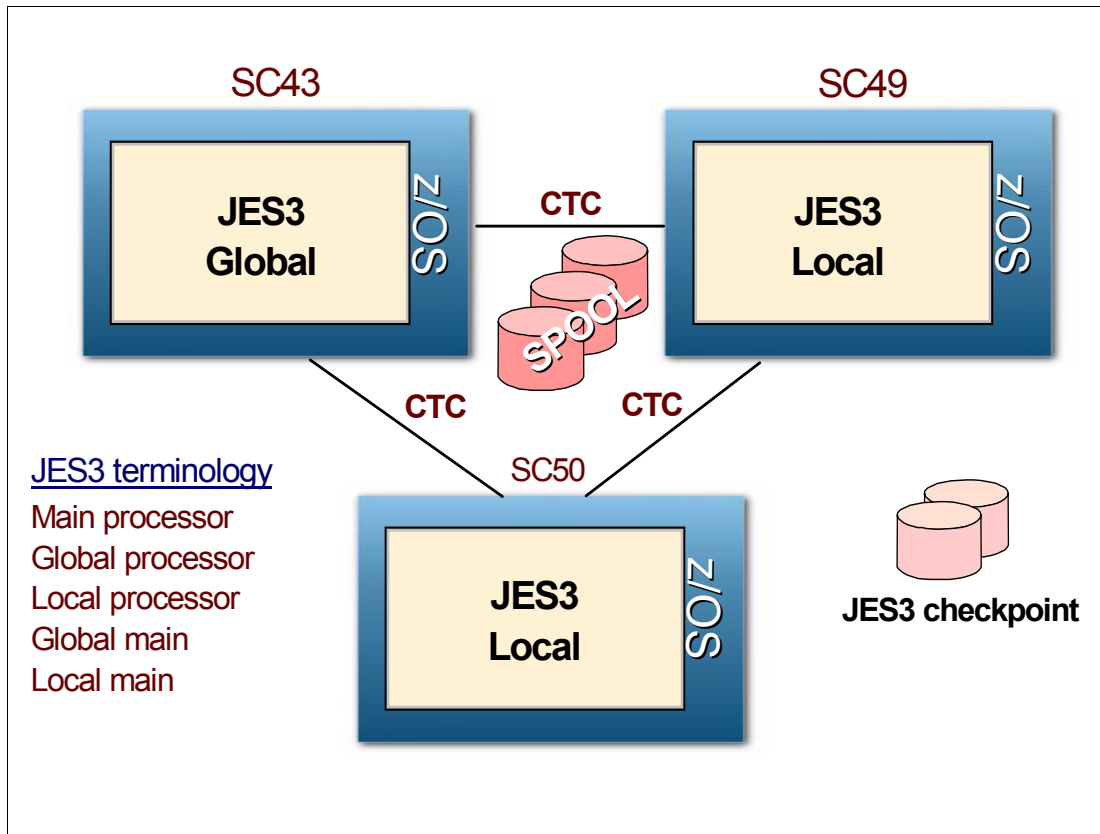 SC43
SC49
JES3
Global
z/OS
CTC
JES3
Local
z/OS
SPOOL
CTC
CTC
SC50
JES3 terminology
Main processor
Global processor
Local processor
Global main
Local main
JES3
Local
z/OS
JES3 checkpoint